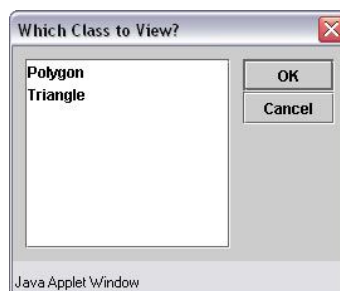 Which Class to View?
Polygon
Triangle
OK
Cancel
Java Applet Window